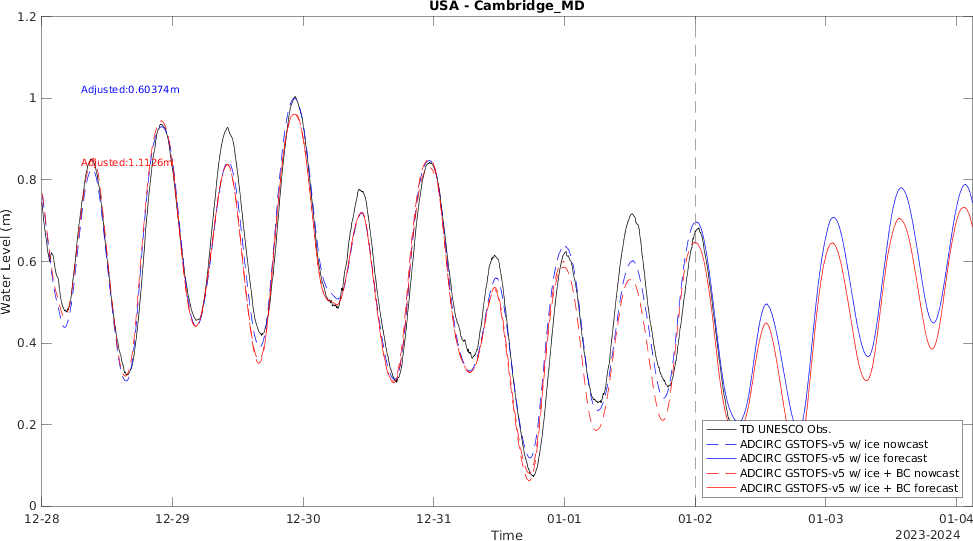 USA - Cambridge_MD
1.2
Adjusted:0.60374m
1
Adjusted:1.1126m
0.8
0.6
0.4
0.2
0
Water Level (m)
TD UNESCO Obs.
ADCIRC GSTOFS-v5 w/ ice nowcast
ADCIRC GSTOFS-v5 w/ ice forecast
ADCIRC GSTOFS-v5 w/ ice + BC nowcast
ADCIRC GSTOFS-v5 w/ ice + BC forecast
12-28 12-29 12-30 12-31 01-01 01-02 01-03 01-04
Time
2023-2024